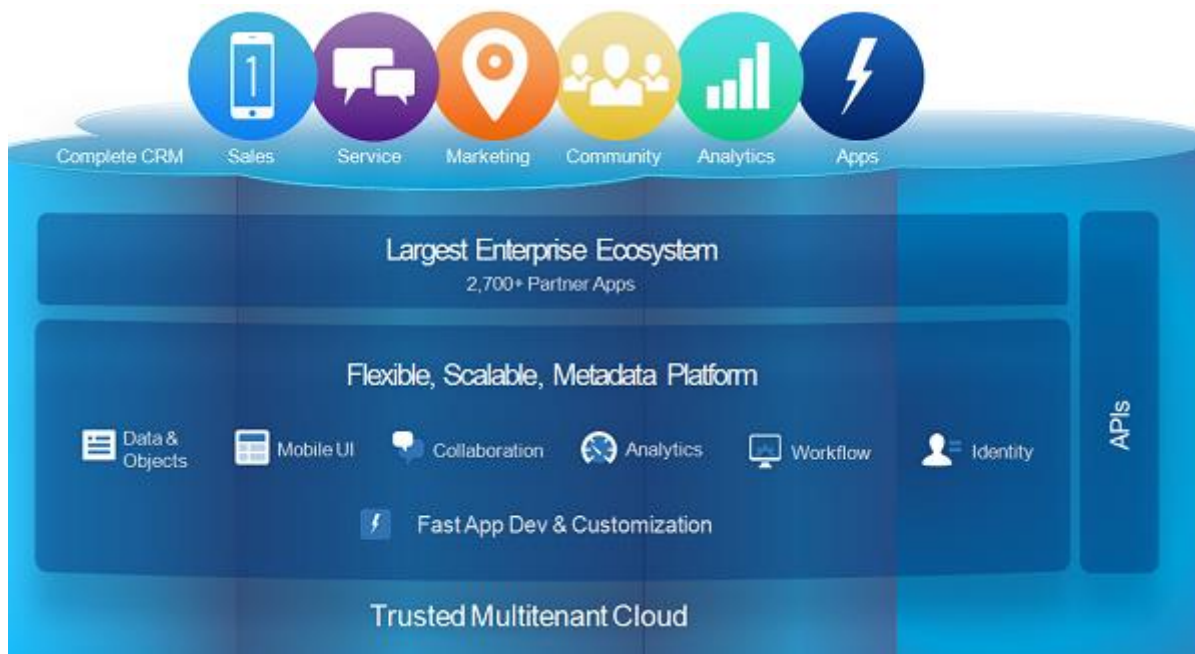 1
Complete CRM
Sales
Service
Marketing
Community
Analytics
Apps
Largest Enterprise Ecosystem
2,700+ Partner Apps
Flexible, Scalable, Metadata Platform
Data &
Objects
Mobile UI
Collaboration
Analytics
Workflow
Identity
Fast App Dev & Customization
APIs
Trusted Multitenant Cloud